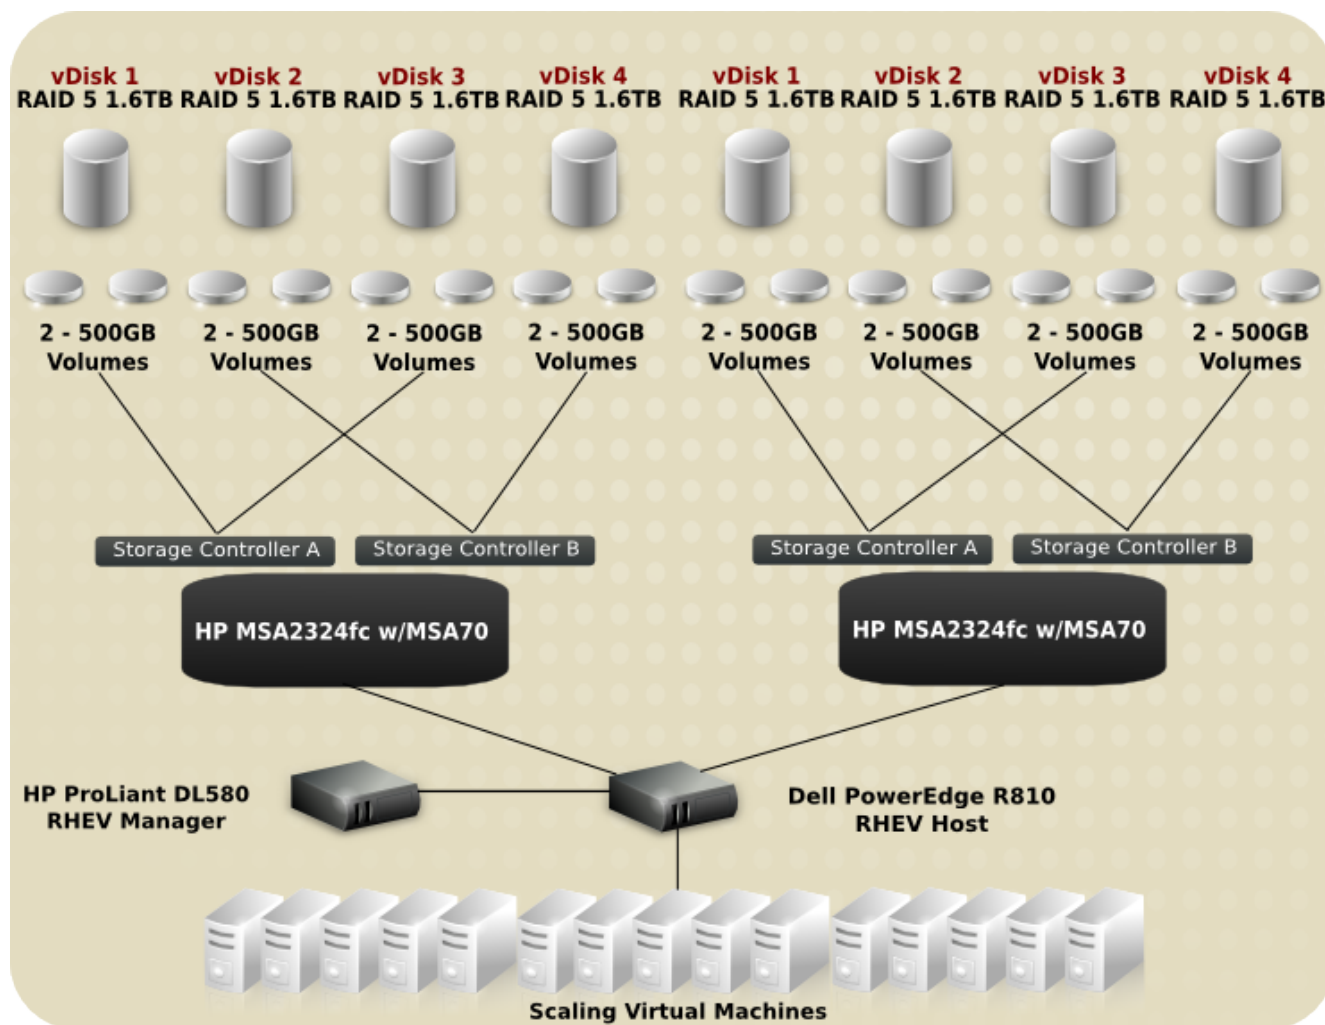 vDisk 1 vDisk 2 vDisk 3 vDisk 4 vDisk 1 vDisk 2 vDisk 3 vDisk 4
RAID 5 1.6TB RAID 5 1.6TB RAID 5 1.6TB RAID 5 1.6TB RAID 5 1.6TB RAID 5 1.6TB RAID 5 1.6TB RAID 5 1.6TB
2 - 500GB 2 - 500GB 2 - 500GB 2 - 500GB 2 - 500GB 2 - 500GB 2 - 500GB 2 - 500GB
Volumes Volumes Volumes Volumes Volumes Volumes Volumes Volumes
Storage Controller A Storage Controller B Storage Controller A Storage Controller B
HP MSA2324fc w/MSA70 HP MSA2324fc w/MSA70
HP ProLiant DL580 Dell PowerEdge R810
RHEV Manager RHEV Host
Scaling Virtual Machines